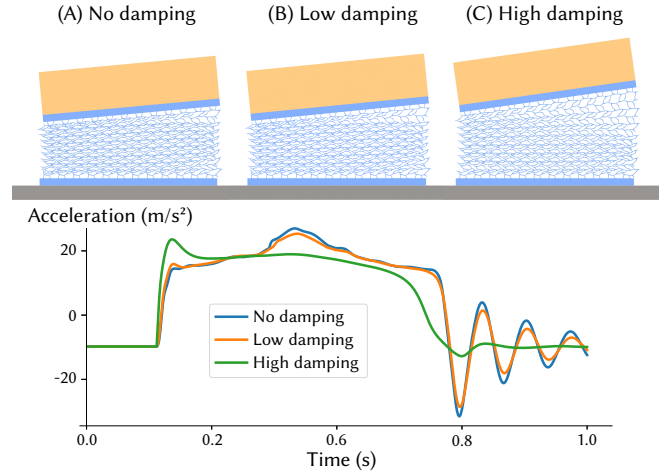 (A) No damping (B) Low damping (C) High damping
Acceleration (m/s²)
20
0
-20
No damping
Low damping
High damping
0.0 0.2 0.4 0.6 0.8 1.0
Time (s)